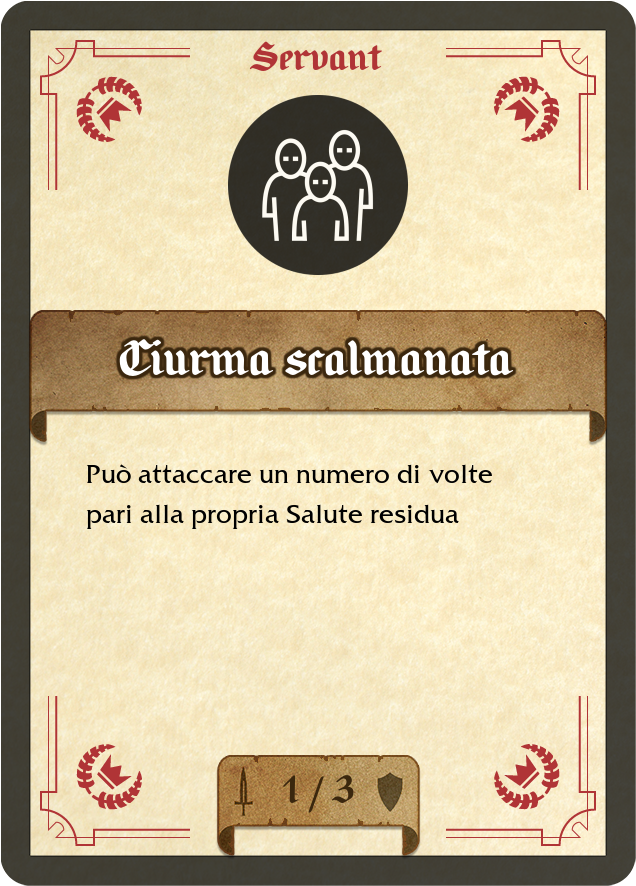 Servant
Ciurma scalmanata
Può attaccare un numero di volte
pari alla propria Salute residua
1/3